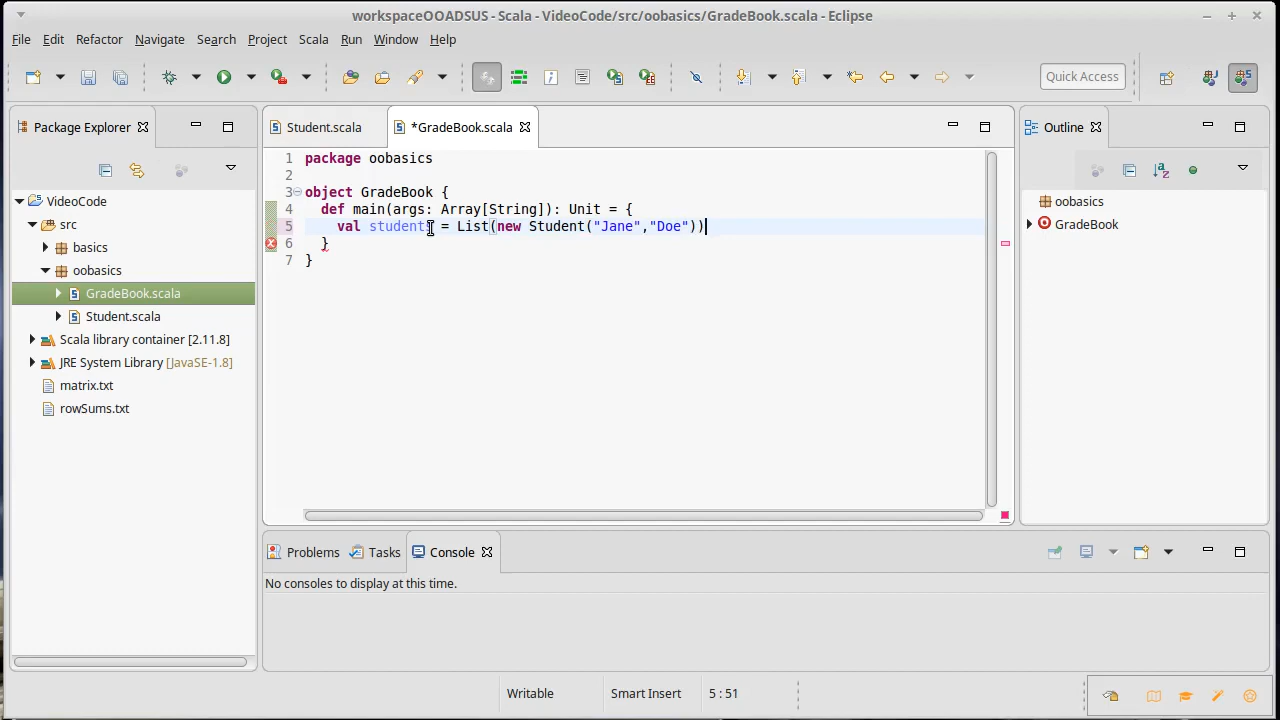 workspaceOOADSUS - Scala - VideoCode/src/oobasics/GradeBook.scala - Eclipse
File Edit Refactor Navigate Search Project Scala Run Window Help
Quick Access
Package Explorer
Student.scala
*GradeBook.scala
Outline
VideoCode
src
basics
oobasics
GradeBook.scala
Student.scala
Scala library container [2.11.8]
JRE System Library [JavaSE-1.8]
matrix.txt
rowSums.txt
1 package oobasics
2
3 object GradeBook {
4 def main(args: Array[String]): Unit = {
5 val students = List(new Student("Jane","Doe"))
6 }
7 }
oobasics
GradeBook
Problems
Tasks
Console
No consoles to display at this time.
Writable
Smart Insert
5 : 51